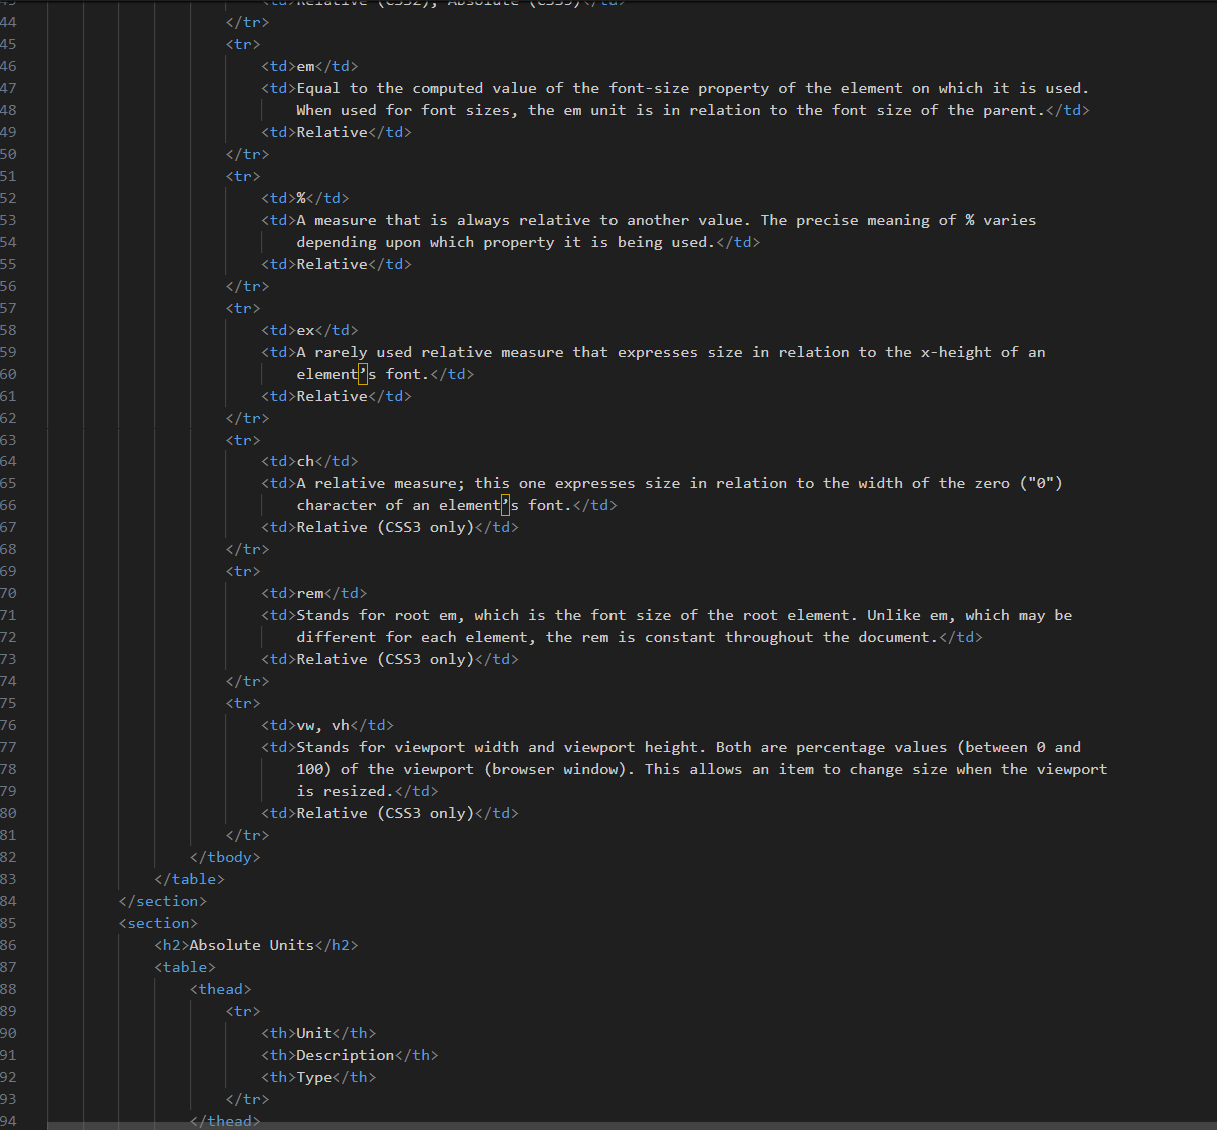 43 <td>Relative (CSS2), Absolute (CSS3)</td>
44 </tr>
45 <tr>
46 <td>em</td>
47 <td>Equal to the computed value of the font-size property of the element on which it is used.
48 When used for font sizes, the em unit is in relation to the font size of the parent.</td>
49 <td>Relative</td>
50 </tr>
51 <tr>
52 <td>%</td>
53 <td>A measure that is always relative to another value. The precise meaning of % varies
54 depending upon which property it is being used.</td>
55 <td>Relative</td>
56 </tr>
57 <tr>
58 <td>ex</td>
59 <td>A rarely used relative measure that expresses size in relation to the x-height of an
60 element’s font.</td>
61 <td>Relative</td>
62 </tr>
63 <tr>
64 <td>ch</td>
65 <td>A relative measure; this one expresses size in relation to the width of the zero ("0")
66 character of an element’s font.</td>
67 <td>Relative (CSS3 only)</td>
68 </tr>
69 <tr>
70 <td>rem</td>
71 <td>Stands for root em, which is the font size of the root element. Unlike em, which may be
72 different for each element, the rem is constant throughout the document.</td>
73 <td>Relative (CSS3 only)</td>
74 </tr>
75 <tr>
76 <td>vw, vh</td>
77 <td>Stands for viewport width and viewport height. Both are percentage values (between 0 and
78 100) of the viewport (browser window). This allows an item to change size when the viewport
79 is resized.</td>
80 <td>Relative (CSS3 only)</td>
81 </tr>
82 </tbody>
83 </table>
84 </section>
85 <section>
86 <h2>Absolute Units</h2>
87 <table>
88 <thead>
89 <tr>
90 <th>Unit</th>
91 <th>Description</th>
92 <th>Type</th>
93 </tr>
94 </thead>